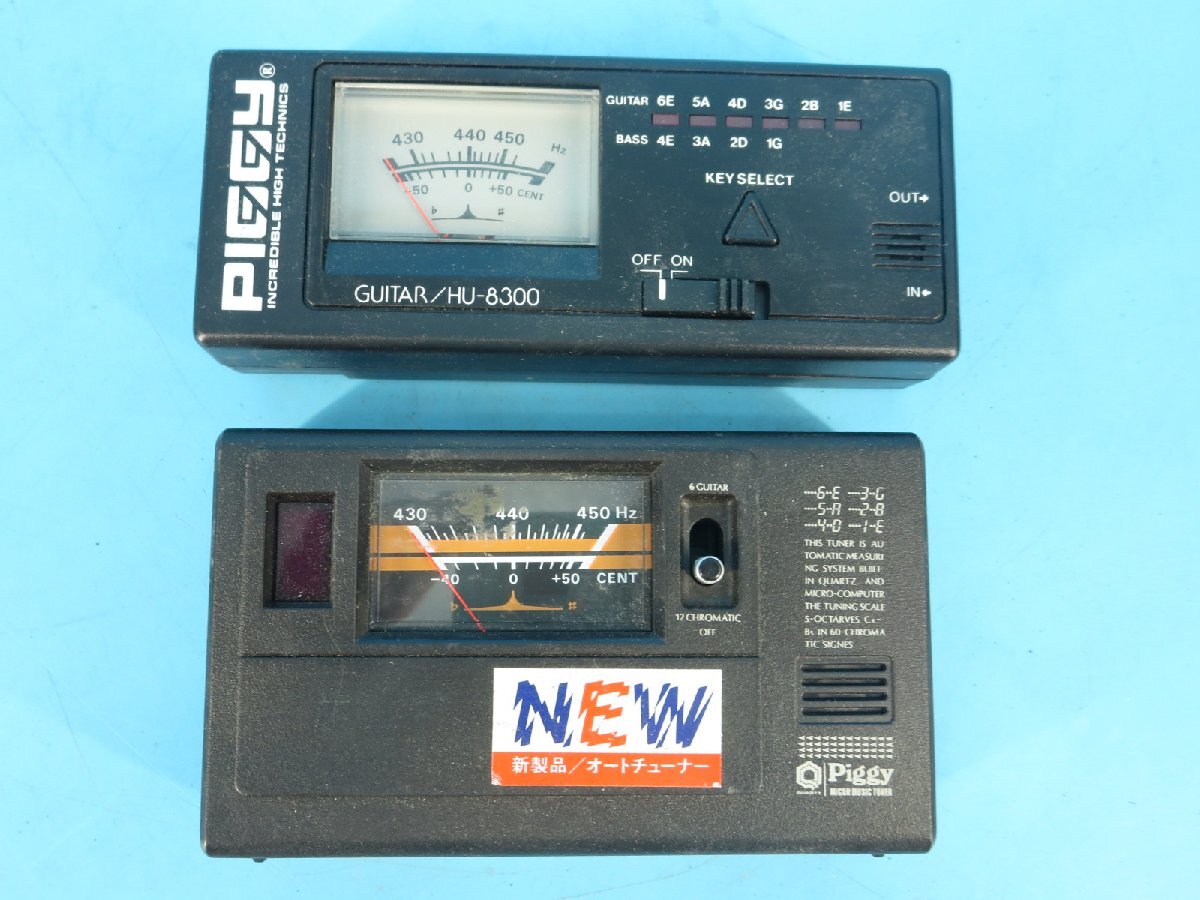 PIGGY®
INCREDIBLE HIGH TECHNICS
430 440 450 Hz
-50 0 +50 CENT
♭ ♯
GUITAR/HU-8300
GUITAR 6E 5A 4D 3G 2B 1E
BASS 4E 3A 2D 1G
KEY SELECT
OFF ON
OUT→
IN←
430 440 450 Hz
-40 0 +50 CENT
♭ ♯
6 GUITAR
12 CHROMATIC
OFF
6-E 3-G
5-A 2-B
4-D 1-E
THIS TUNER IS AU
TOMATIC MEASURI
NG SYSTEM BUILT-
IN QUARTZ AND
MICRO-COMPUTER
THE TUNING SCALE
5-OCTARVES C1-
B5 IN 60 CHROMA
TIC SIGNES
NEW
新製品/オートチューナー
Piggy
MICOM MUSIC TUNER